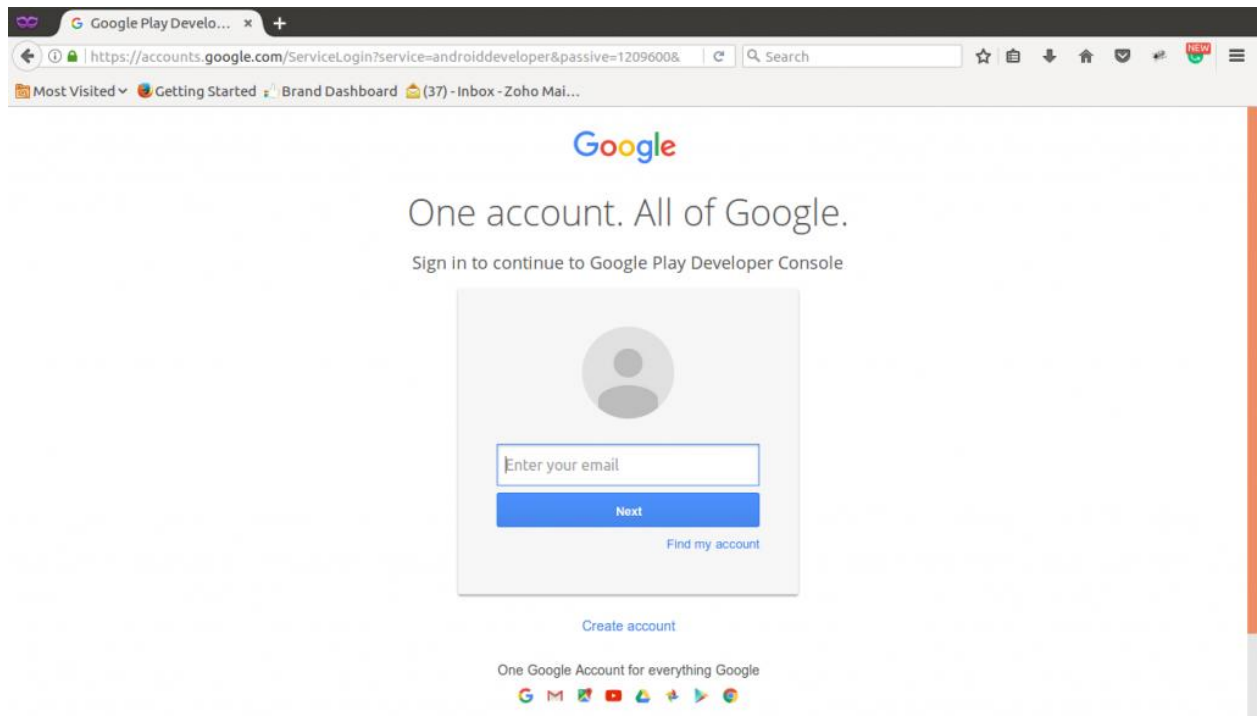 Google Play Develo...
https://accounts.google.com/ServiceLogin?service=androiddeveloper&passive=1209600&
Search
NEW
Most Visited
Getting Started
Brand Dashboard
(37) - Inbox - Zoho Mai...
Google
One account. All of Google.
Sign in to continue to Google Play Developer Console
Enter your email
Next
Find my account
Create account
One Google Account for everything Google